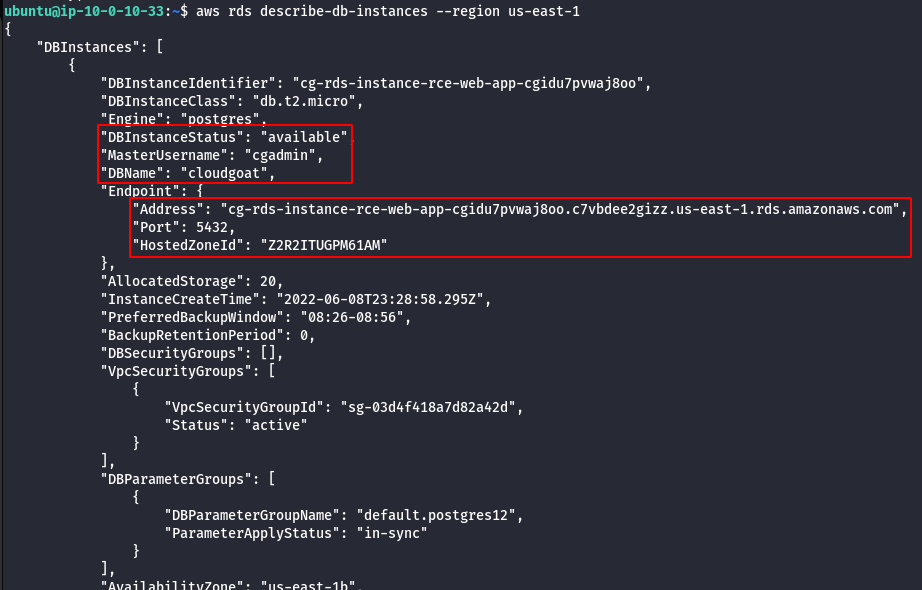 ubuntu@ip-10-0-10-33:~$ aws rds describe-db-instances --region us-east-1
{
    "DBInstances": [
        {
            "DBInstanceIdentifier": "cg-rds-instance-rce-web-app-cgidu7pvwaj8oo",
            "DBInstanceClass": "db.t2.micro",
            "Engine": "postgres",
            "DBInstanceStatus": "available",
            "MasterUsername": "cgadmin",
            "DBName": "cloudgoat",
            "Endpoint": {
                "Address": "cg-rds-instance-rce-web-app-cgidu7pvwaj8oo.c7vbdee2gizz.us-east-1.rds.amazonaws.com",
                "Port": 5432,
                "HostedZoneId": "Z2R2ITUGPM61AM"
            },
            "AllocatedStorage": 20,
            "InstanceCreateTime": "2022-06-08T23:28:58.295Z",
            "PreferredBackupWindow": "08:26-08:56",
            "BackupRetentionPeriod": 0,
            "DBSecurityGroups": [],
            "VpcSecurityGroups": [
                {
                    "VpcSecurityGroupId": "sg-03d4f418a7d82a42d",
                    "Status": "active"
                }
            ],
            "DBParameterGroups": [
                {
                    "DBParameterGroupName": "default.postgres12",
                    "ParameterApplyStatus": "in-sync"
                }
            ],
            "AvailabilityZone": "us-east-1b",